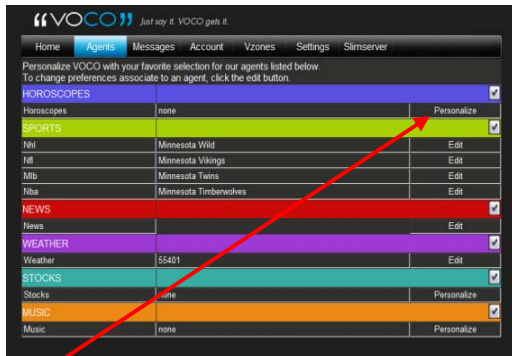 “VOCO” Just say it. VOCO gets it.
Home Agents Messages Account Vzones Settings Slimserver
Personalize VOCO with your favorite selection for our agents listed below.
To change preferences associate to an agent, click the edit button.
HOROSCOPES
Horoscopes none Personalize
SPORTS
Nhl Minnesota Wild Edit
Nfl Minnesota Vikings Edit
Mlb Minnesota Twins Edit
Nba Minnesota Timberwolves Edit
NEWS
News Edit
WEATHER
Weather 55401 Edit
STOCKS
Stocks none Personalize
MUSIC
Music none Personalize